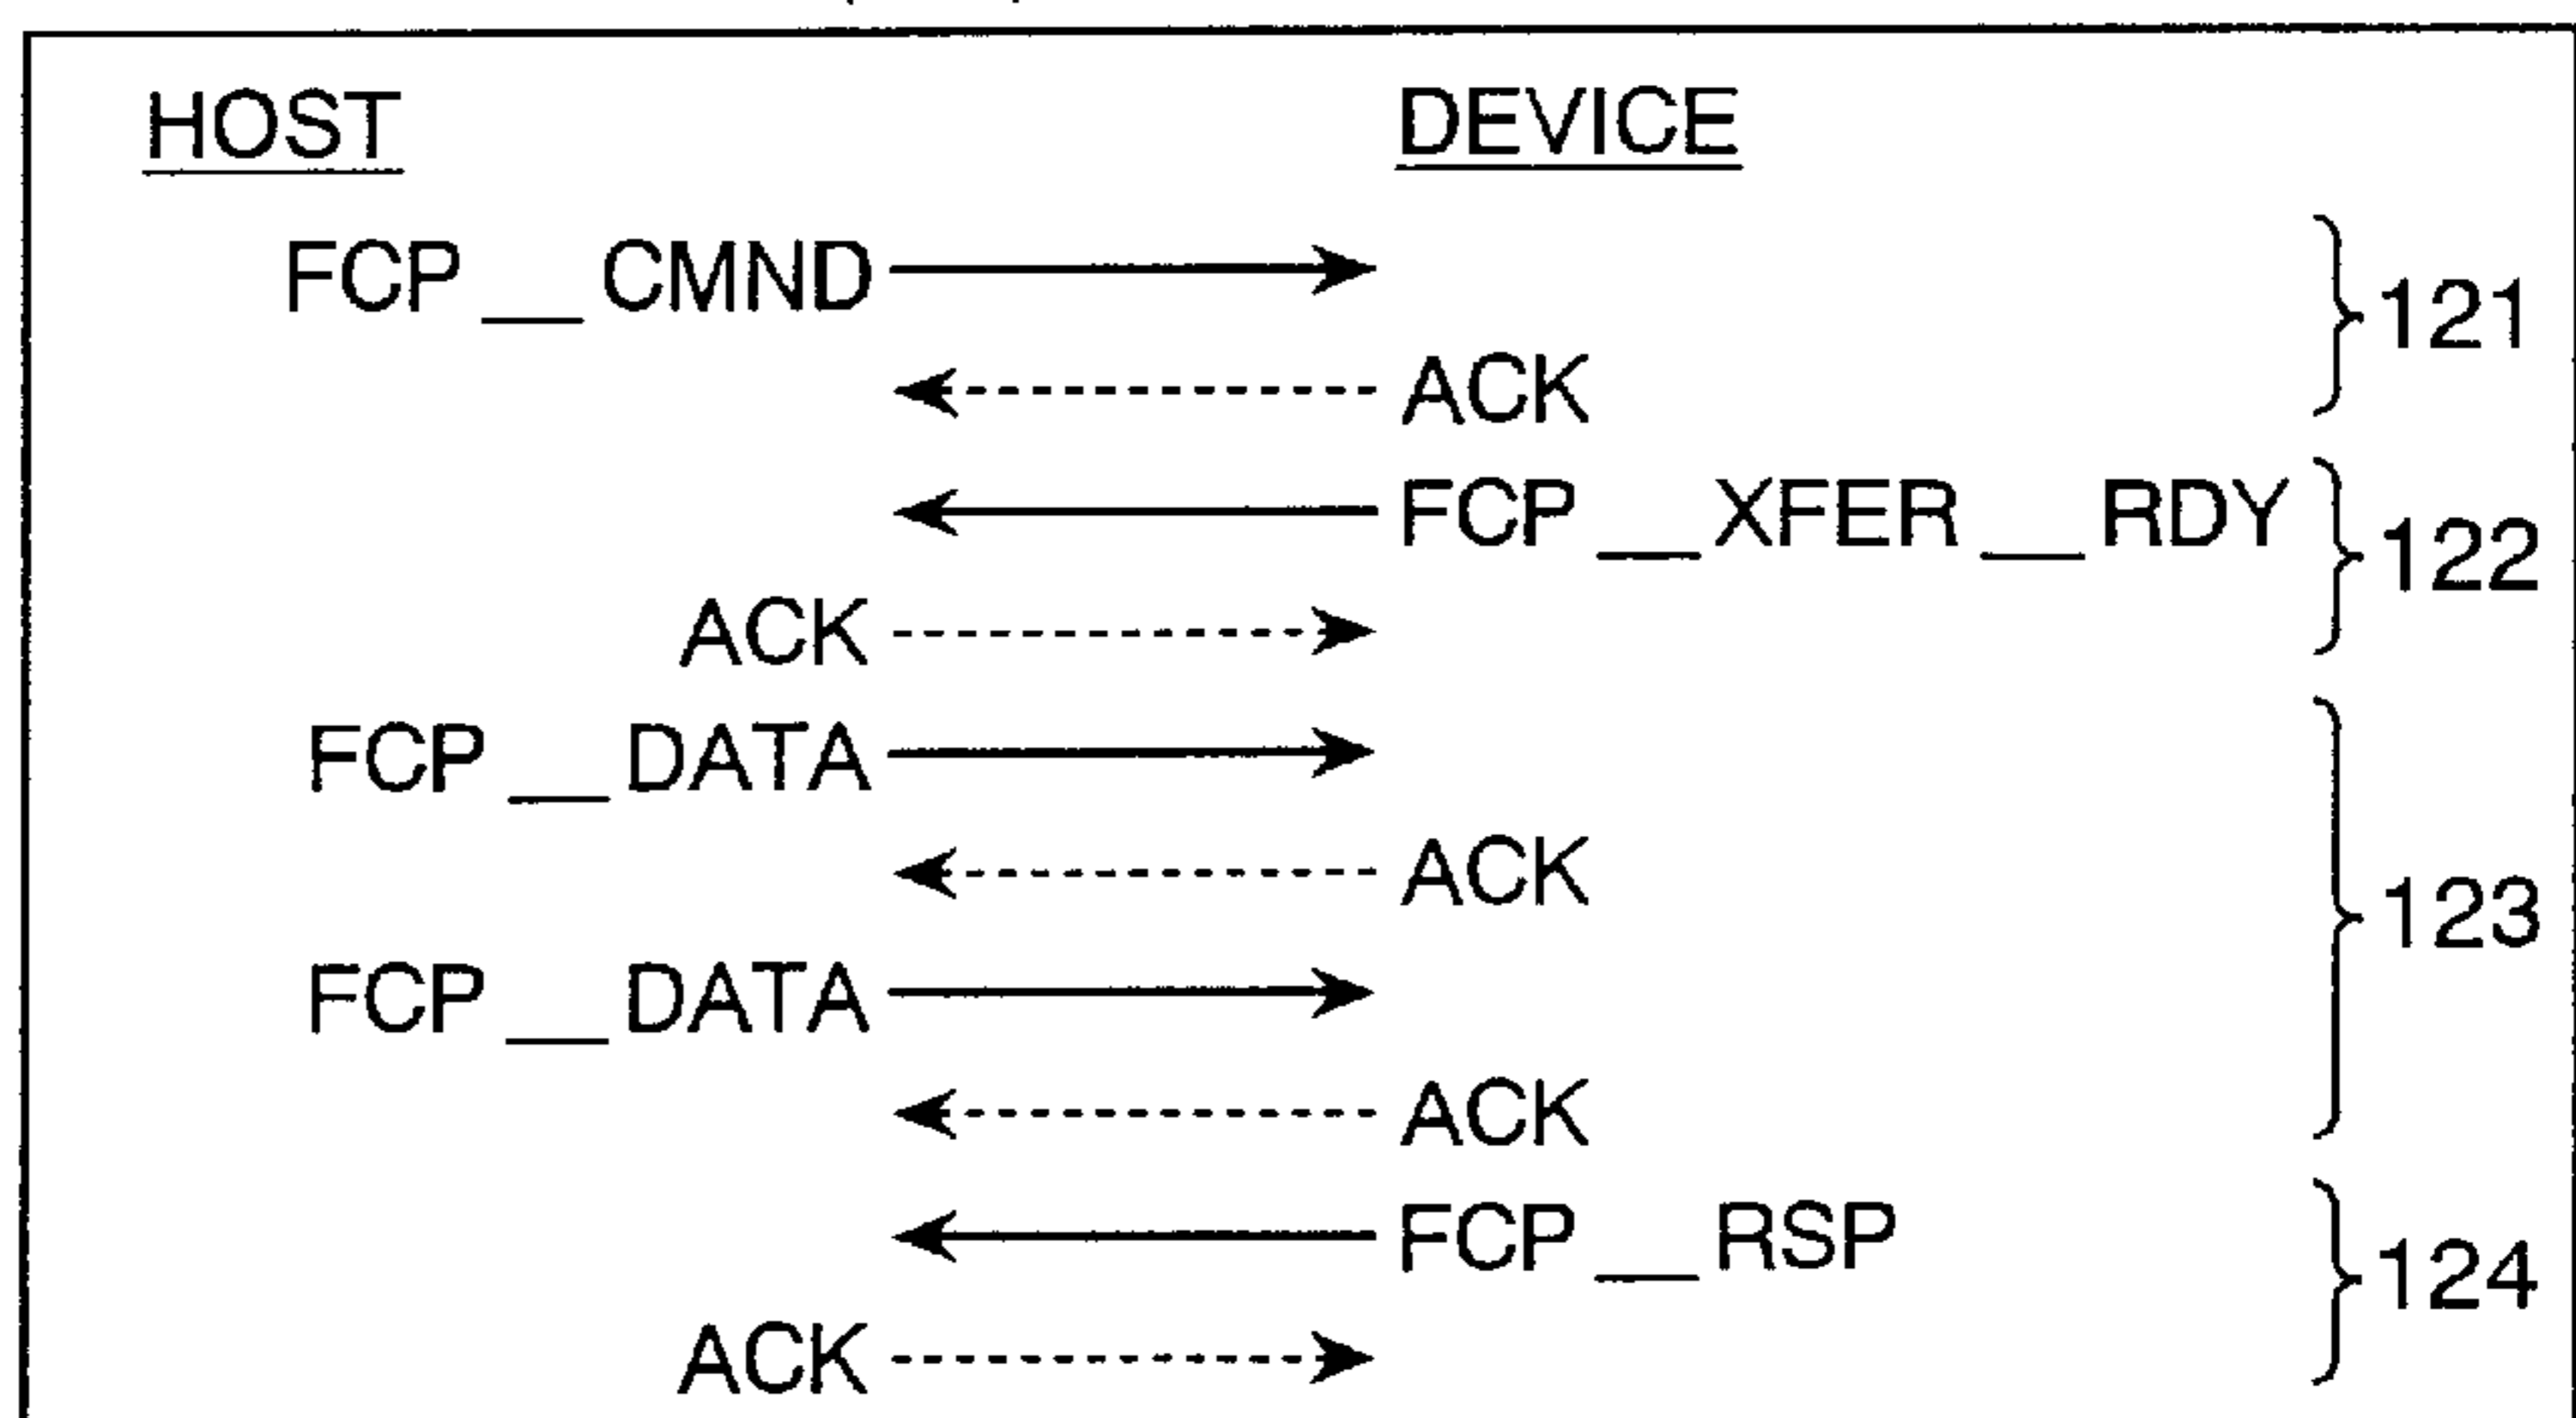 HOST DEVICE
FCP__CMND 121
ACK
FCP__XFER__RDY 122
ACK
FCP__DATA
ACK 123
FCP__DATA
ACK
FCP__RSP 124
ACK